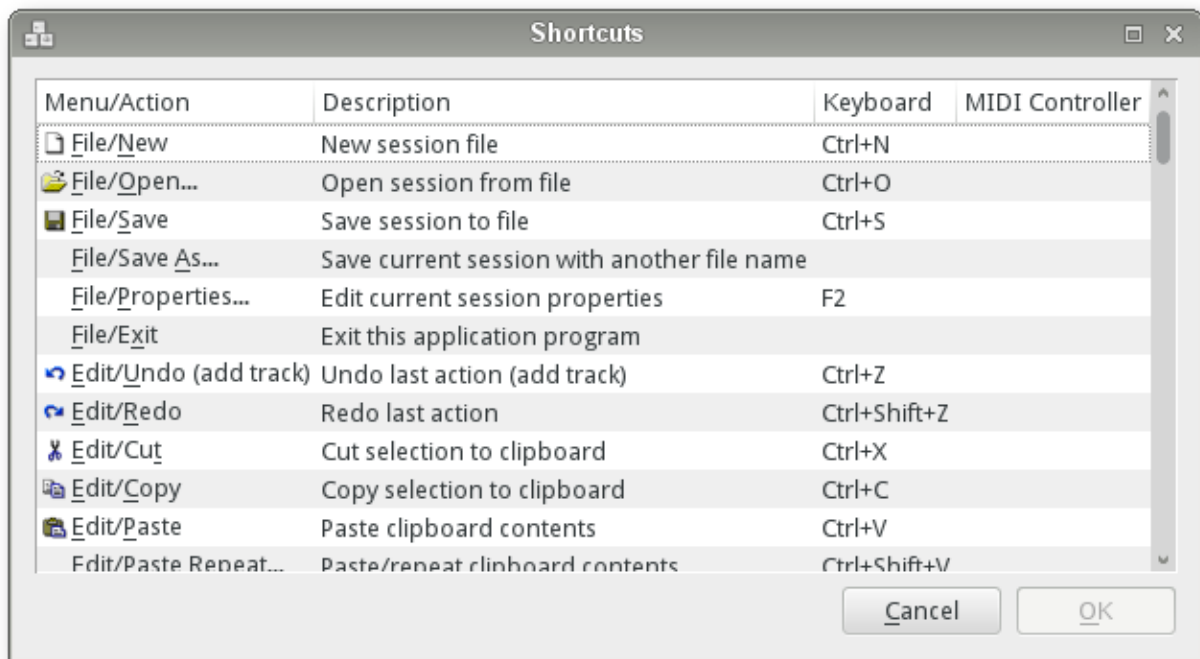 Shortcuts
Menu/Action Description Keyboard MIDI Controller
File/New New session file Ctrl+N
File/Open... Open session from file Ctrl+O
File/Save Save session to file Ctrl+S
File/Save As... Save current session with another file name
File/Properties... Edit current session properties F2
File/Exit Exit this application program
Edit/Undo (add track) Undo last action (add track) Ctrl+Z
Edit/Redo Redo last action Ctrl+Shift+Z
Edit/Cut Cut selection to clipboard Ctrl+X
Edit/Copy Copy selection to clipboard Ctrl+C
Edit/Paste Paste clipboard contents Ctrl+V
Edit/Paste Repeat... Paste/repeat clipboard contents Ctrl+Shift+V
Cancel OK